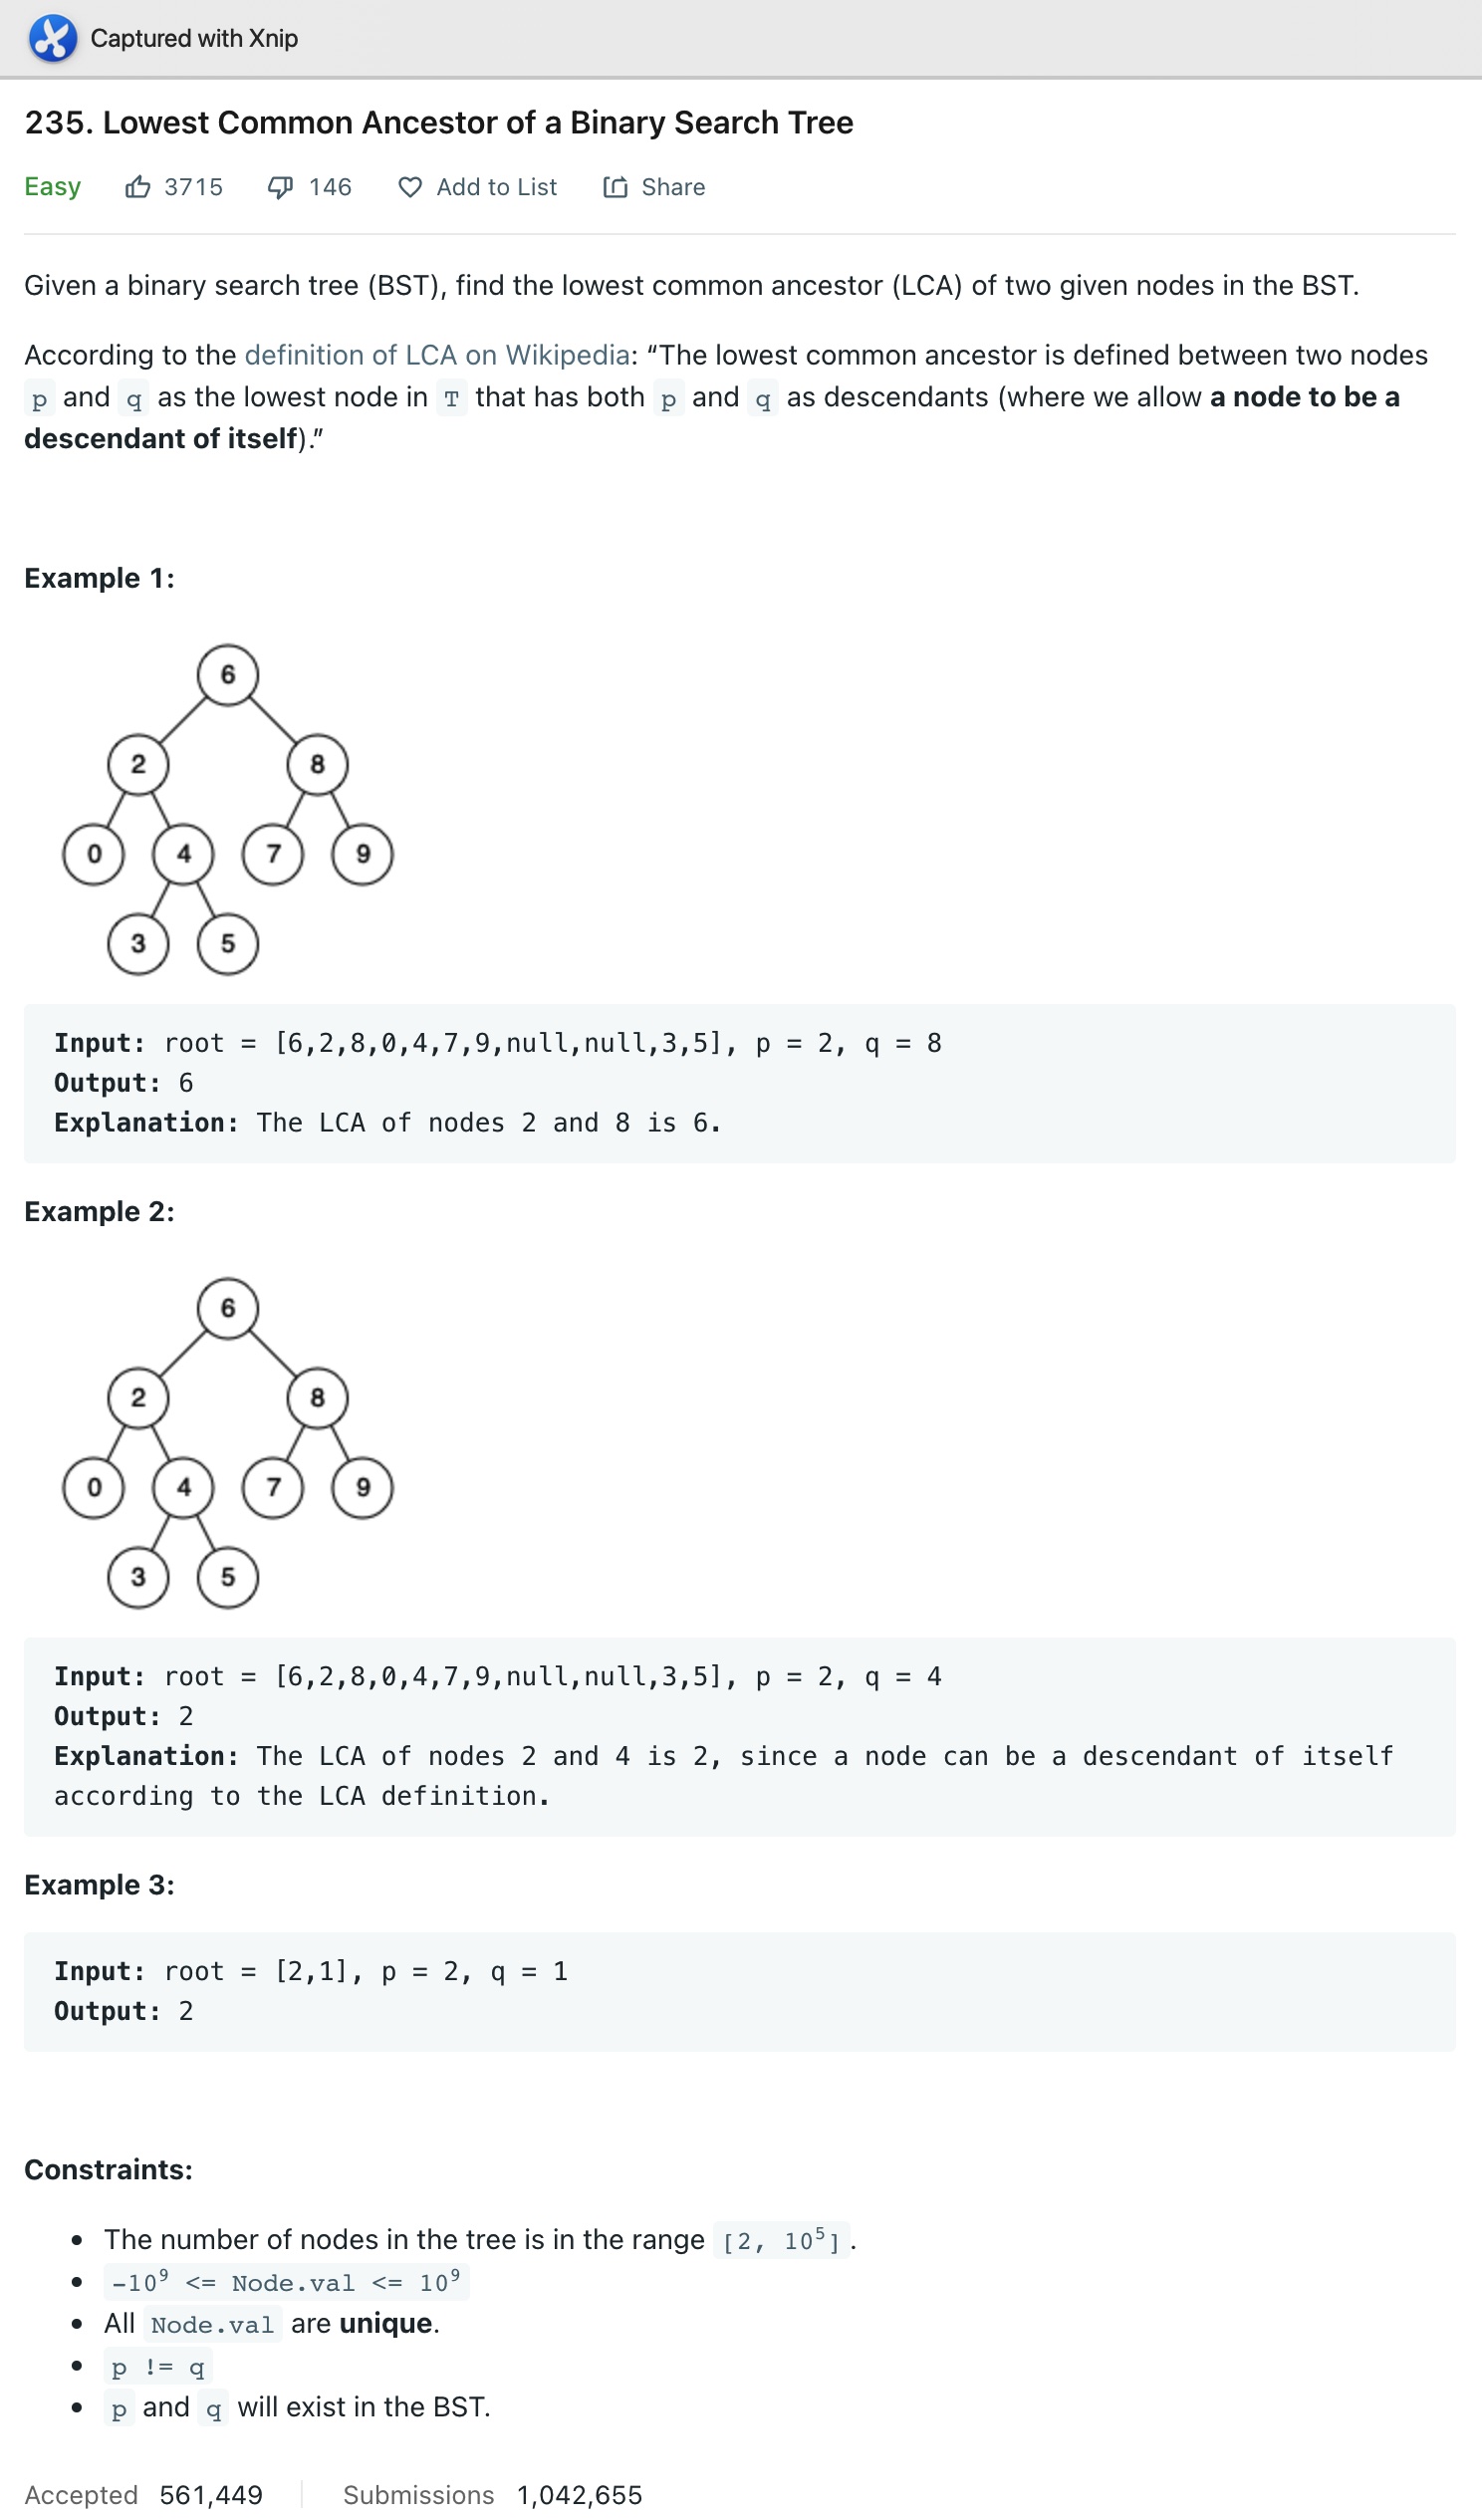 Captured with Xnip
235. Lowest Common Ancestor of a Binary Search Tree
Easy 3715 146 Add to List Share
Given a binary search tree (BST), find the lowest common ancestor (LCA) of two given nodes in the BST.
According to the definition of LCA on Wikipedia: “The lowest common ancestor is defined between two nodes
p and q as the lowest node in T that has both p and q as descendants (where we allow a node to be a
descendant of itself).”
Example 1:
6
2 8
0 4 7 9
3 5
Input: root = [6,2,8,0,4,7,9,null,null,3,5], p = 2, q = 8
Output: 6
Explanation: The LCA of nodes 2 and 8 is 6.
Example 2:
6
2 8
0 4 7 9
3 5
Input: root = [6,2,8,0,4,7,9,null,null,3,5], p = 2, q = 4
Output: 2
Explanation: The LCA of nodes 2 and 4 is 2, since a node can be a descendant of itself
according to the LCA definition.
Example 3:
Input: root = [2,1], p = 2, q = 1
Output: 2
Constraints:
• The number of nodes in the tree is in the range [2, 10⁵].
• -10⁹ <= Node.val <= 10⁹
• All Node.val are unique.
• p != q
• p and q will exist in the BST.
Accepted 561,449 Submissions 1,042,655